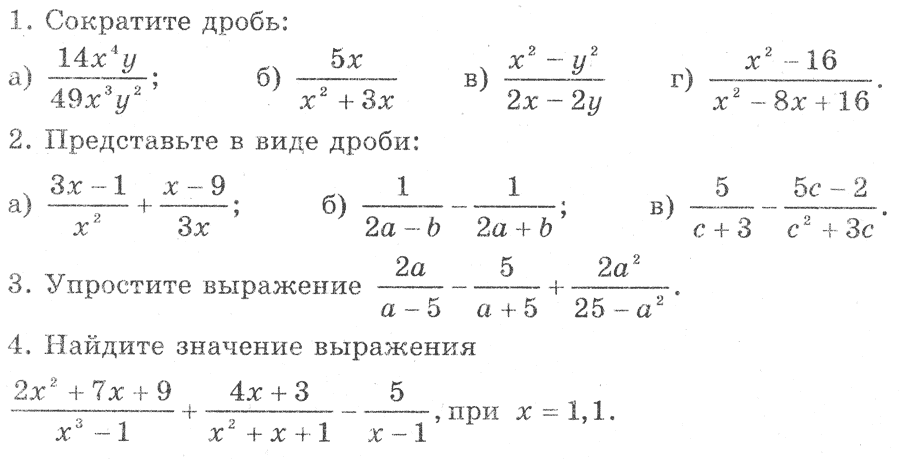 1. Сократите дробь:
а) \frac{14x^4y}{49x^3y^2}; б) \frac{5x}{x^2+3x} в) \frac{x^2-y^2}{2x-2y} г) \frac{x^2-16}{x^2-8x+16}.
2. Представьте в виде дроби:
а) \frac{3x-1}{x^2}+\frac{x-9}{3x}; б) \frac{1}{2a-b}-\frac{1}{2a+b}; в) \frac{5}{c+3}-\frac{5c-2}{c^2+3c}.
3. Упростите выражение \frac{2a}{a-5}-\frac{5}{a+5}+\frac{2a^2}{25-a^2}.
4. Найдите значение выражения
\frac{2x^2+7x+9}{x^3-1}+\frac{4x+3}{x^2+x+1}-\frac{5}{x-1}, при x=1,1.